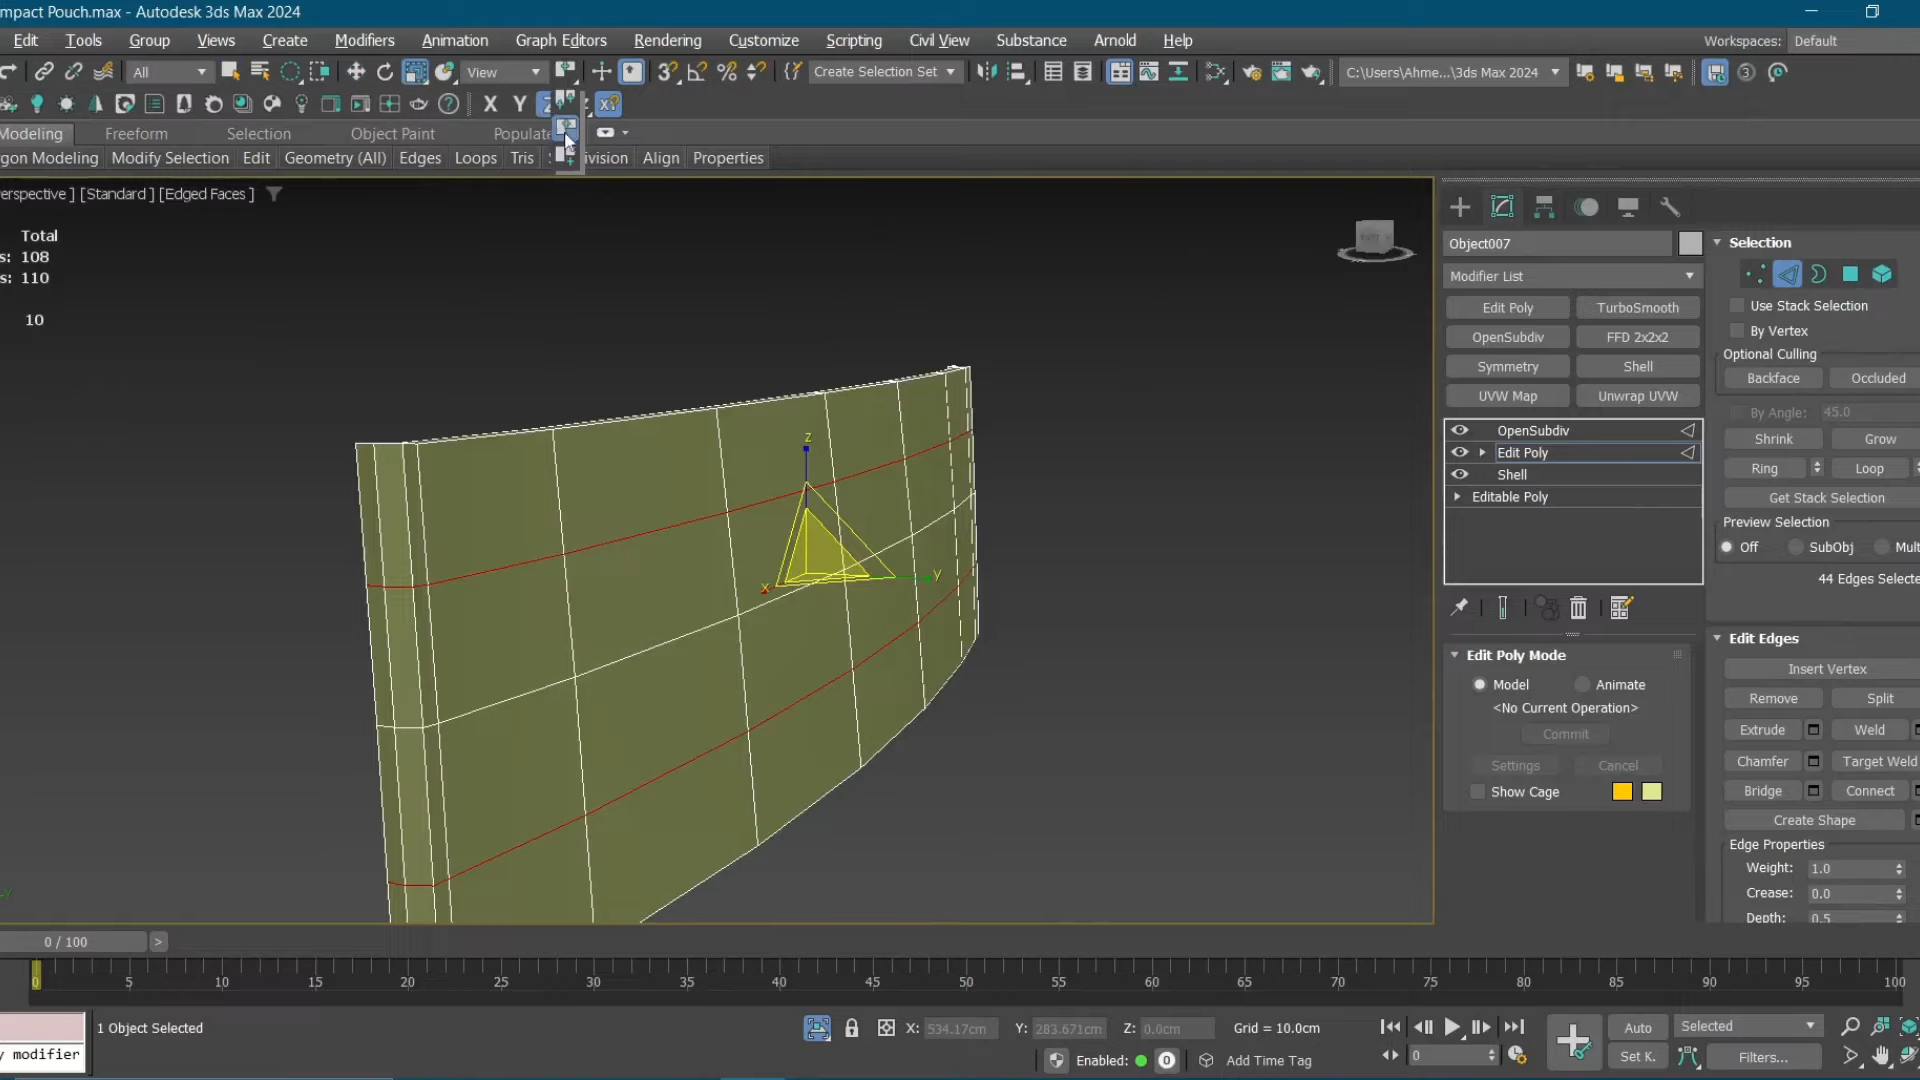 mpact Pouch.max - Autodesk 3ds Max 2024
Edit Tools Group Views Create Modifiers Animation Graph Editors Rendering Customize Scripting Civil View Substance Arnold Help
Workspaces: Default
All View Create Selection Set C:\Users\Ahme...\3ds Max 2024
X Y
Modeling Freeform Selection Object Paint Populate
gon Modeling Modify Selection Edit Geometry (All) Edges Loops Tris ivision Align Properties
erspective ] [Standard ] [Edged Faces ]
Total
s: 108
s: 110
10
z
x
y
Object007
Modifier List
Edit Poly TurboSmooth
OpenSubdiv FFD 2x2x2
Symmetry Shell
UVW Map Unwrap UVW
OpenSubdiv
Edit Poly
Shell
Editable Poly
Edit Poly Mode
Model Animate
<No Current Operation>
Commit
Settings Cancel
Show Cage
Selection
Use Stack Selection
By Vertex
Optional Culling
Backface Occluded
By Angle: 45.0
Shrink Grow
Ring Loop
Get Stack Selection
Preview Selection
Off SubObj Mult
44 Edges Selecte
Edit Edges
Insert Vertex
Remove Split
Extrude Weld
Chamfer Target Weld
Bridge Connect
Create Shape
Edge Properties
Weight: 1.0
Crease: 0.0
Depth: 0.5
0 / 100 >
0 5 10 15 20 25 30 35 40 45 50 55 60 65 70 75 80 85 90 95 100
y modifier
1 Object Selected
X: 534.17cm Y: 283.671cm Z: 0.0cm Grid = 10.0cm
Enabled: 0 Add Time Tag
0
Auto Selected
Set K. Filters...